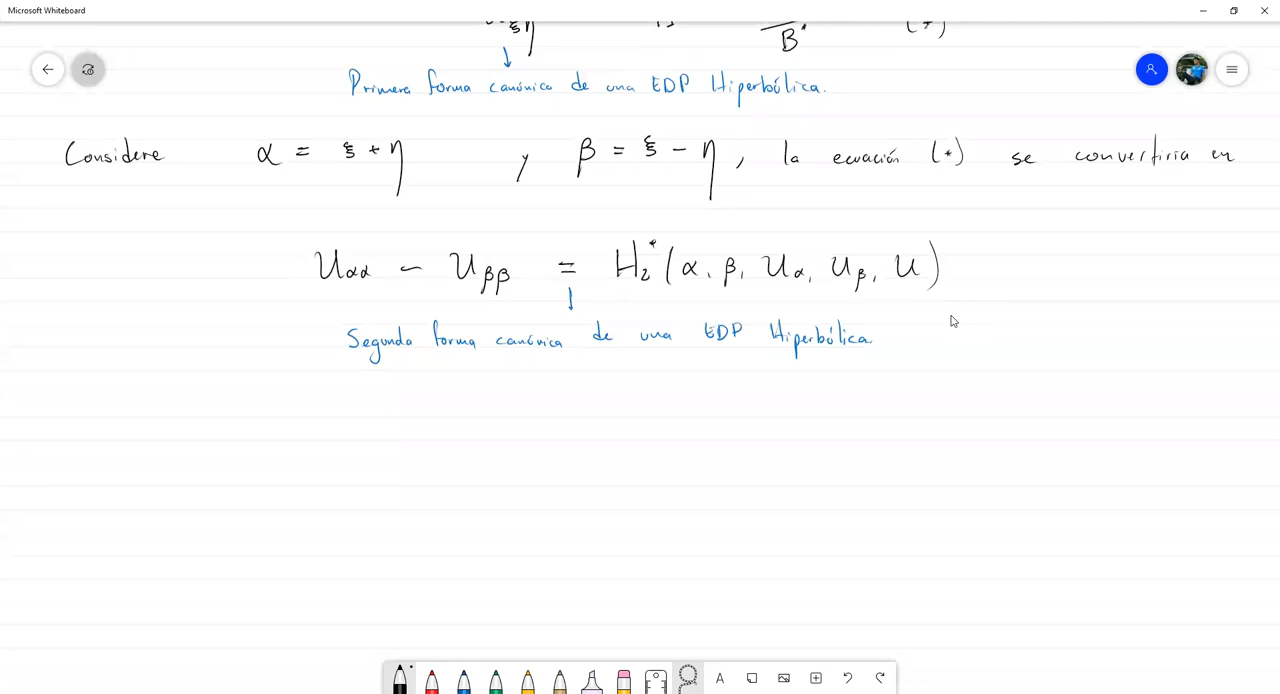 Microsoft Whiteboard
B* (*)
Primera forma canónica de una EDP Hiperbólica.
Considere α = ξ + η y β = ξ - η, la ecuación (*) se convertiria en
Uαα - Uββ = H₂*(α, β, Uα, Uβ, U)
Segunda forma canónica de una EDP Hiperbólica.
A